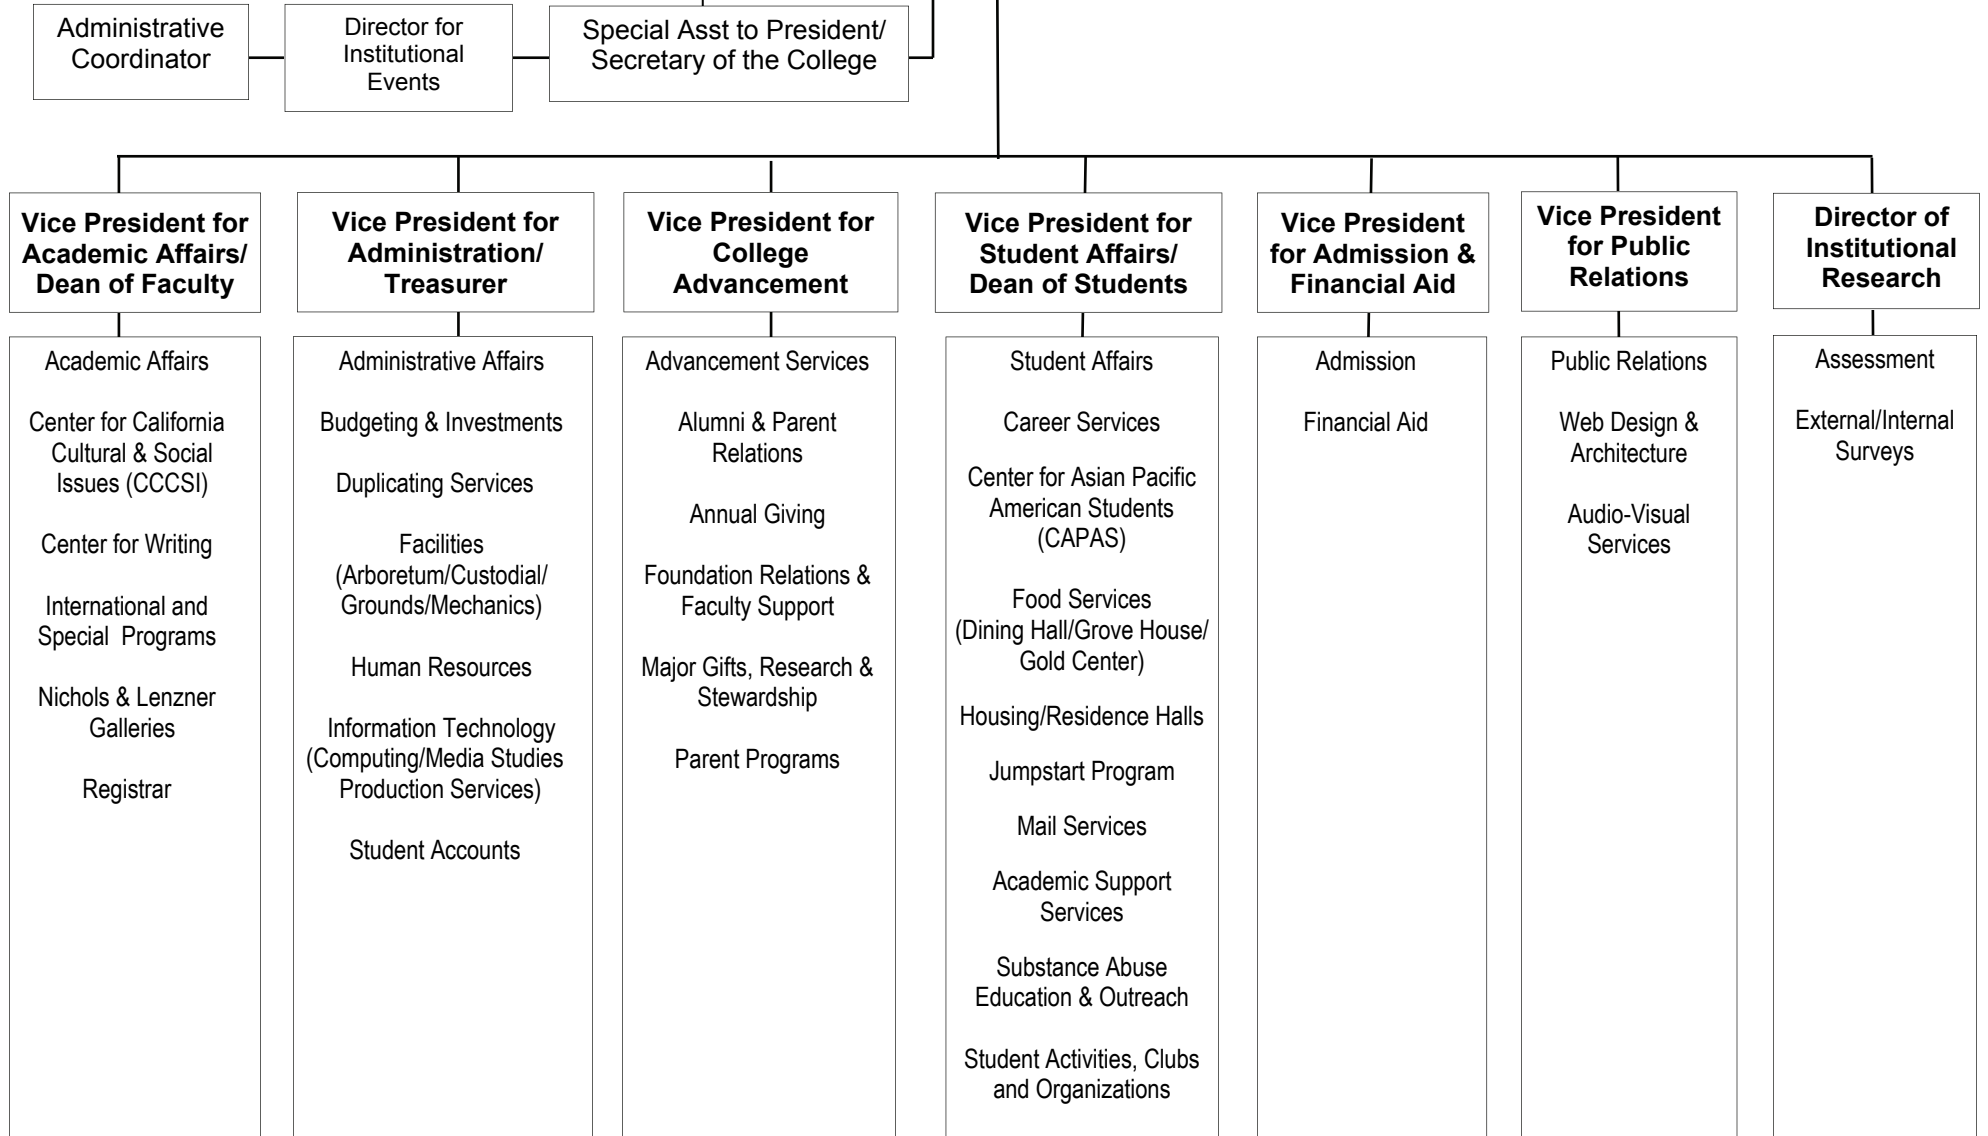 Administrative
Coordinator
Director for
Institutional
Events
Special Asst to President/
Secretary of the College
Vice President for
Academic Affairs/
Dean of Faculty
Vice President for
Administration/
Treasurer
Vice President for
College
Advancement
Vice President for
Student Affairs/
Dean of Students
Vice President
for Admission &
Financial Aid
Vice President
for Public
Relations
Director of
Institutional
Research
Academic Affairs
Center for California
Cultural & Social
Issues (CCCSI)
Center for Writing
International and
Special Programs
Nichols & Lenzner
Galleries
Registrar
Administrative Affairs
Budgeting & Investments
Duplicating Services
Facilities
(Arboretum/Custodial/
Grounds/Mechanics)
Human Resources
Information Technology
(Computing/Media Studies
Production Services)
Student Accounts
Advancement Services
Alumni & Parent
Relations
Annual Giving
Foundation Relations &
Faculty Support
Major Gifts, Research &
Stewardship
Parent Programs
Student Affairs
Career Services
Center for Asian Pacific
American Students
(CAPAS)
Food Services
(Dining Hall/Grove House/
Gold Center)
Housing/Residence Halls
Jumpstart Program
Mail Services
Academic Support
Services
Substance Abuse
Education & Outreach
Student Activities, Clubs
and Organizations
Admission
Financial Aid
Public Relations
Web Design &
Architecture
Audio-Visual
Services
Assessment
External/Internal
Surveys